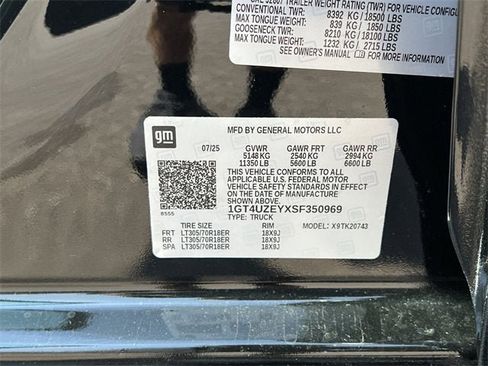 TRAILER WEIGHT RATING (TWR) FOR VEHICLE CONFIGUR
CONVENTIONAL TWR: 8392 KG / 18500 LBS
MAX TONGUE WEIGHT: 839 KG / 1850 LBS
GOOSENECK TWR: 8210 KG / 18100 LBS
MAX TONGUE WEIGHT: 1232 KG / 2715 LBS
SEE OWNER'S MANUAL FOR MORE INFORMATION
gm
MFD BY GENERAL MOTORS LLC
07/25 GVWR GAWR FRT GAWR RR
5148 KG 2540 KG 2994 KG
11350 LB 5600 LB 6600 LB
THIS VEHICLE CONFORMS TO ALL APPLICABLE
U.S. FEDERAL MOTOR
VEHICLE SAFETY STANDARDS IN EFFECT ON
THE DATE OF MANUFACTURE SHOWN ABOVE.
1GT4UZEYXSF350969
8555 TYPE: TRUCK
TIRE SIZE RIM MODEL: X9TK20743
FRT LT305/70R18ER 18X9J
RR LT305/70R18ER 18X9J
SPA LT305/70R18ER 18X9J